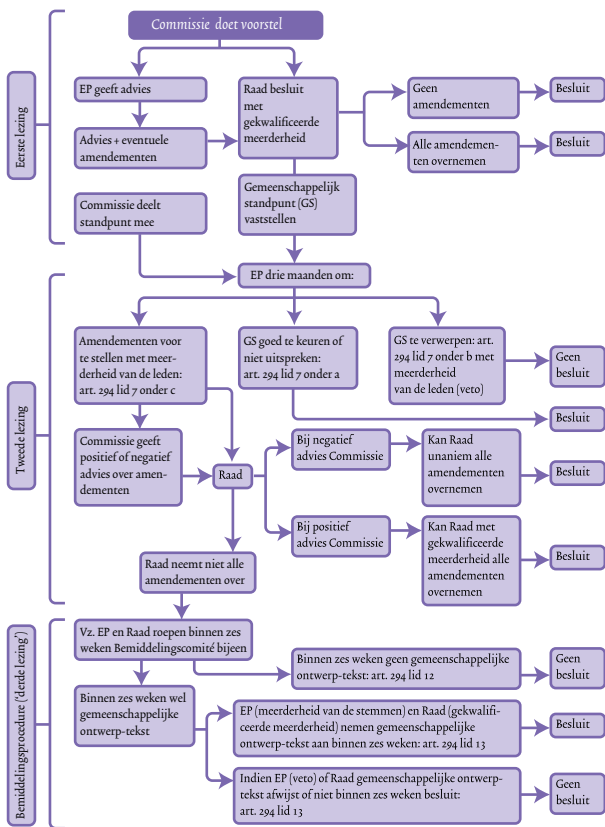 Commissie doet voorstel
Eerste lezing
EP geeft advies
Advies + eventuele
amendementen
Raad besluit
met
gekwalificeerde
meerderheid
Geen
amendementen
Besluit
Alle amendemen-
ten overnemen
Besluit
Gemeenschappelijk
standpunt (GS)
vaststellen
Commissie deelt
standpunt mee
EP drie maanden om:
Tweede lezing
Amendementen voor
te stellen met meer-
derheid van de leden:
art. 294 lid 7 onder c
GS goed te keuren of
niet uitspreken:
art. 294 lid 7 onder a
GS te verwerpen: art.
294 lid 7 onder b met
meerderheid
van de leden (veto)
Geen
besluit
Besluit
Commissie geeft
positief of negatief
advies over amen-
dementen
Raad
Bij negatief
advies Commissie
Kan Raad
unaniem alle
amendementen
overnemen
Besluit
Bij positief
advies Commissie
Kan Raad met
gekwalificeerde
meerderheid alle
amendementen
overnemen
Besluit
Raad neemt niet alle
amendementen over
Bemiddelingsprocedure (‘derde lezing’)
Vz. EP en Raad roepen binnen zes
weken Bemiddelingscomité bijeen
Binnen zes weken geen gemeenschappelijke
ontwerp-tekst: art. 294 lid 12
Geen
besluit
Binnen zes weken wel
gemeenschappelijke
ontwerp-tekst
EP (meerderheid van de stemmen) en Raad (gekwalifi-
ceerde meerderheid) nemen gemeenschappelijke
ontwerp-tekst aan binnen zes weken: art. 294 lid 13
Besluit
Indien EP (veto) of Raad gemeenschappelijke ontwerp-
tekst afwijst of niet binnen zes weken besluit:
art. 294 lid 13
Geen
besluit